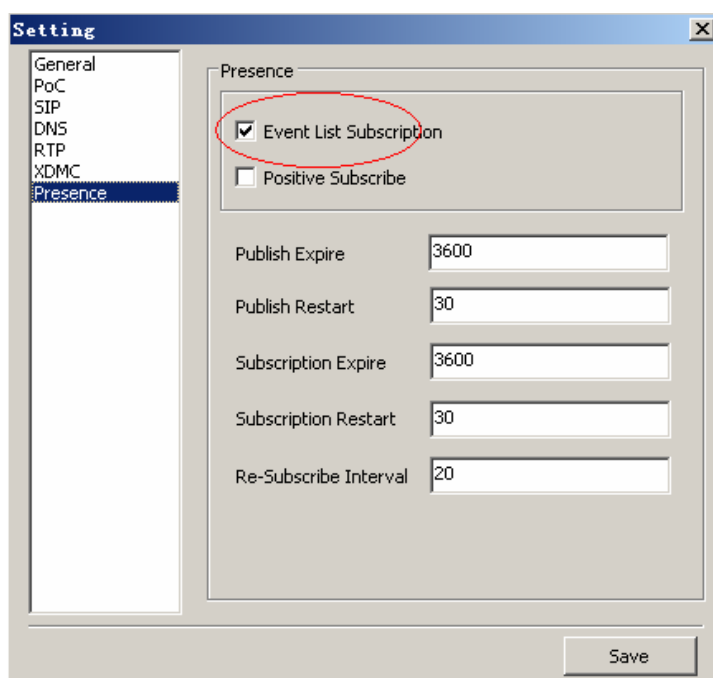 Setting
General
PoC
SIP
DNS
RTP
XDMC
Presence
Presence
Event List Subscription
Positive Subscribe
Publish Expire 3600
Publish Restart 30
Subscription Expire 3600
Subscription Restart 30
Re-Subscribe Interval 20
Save